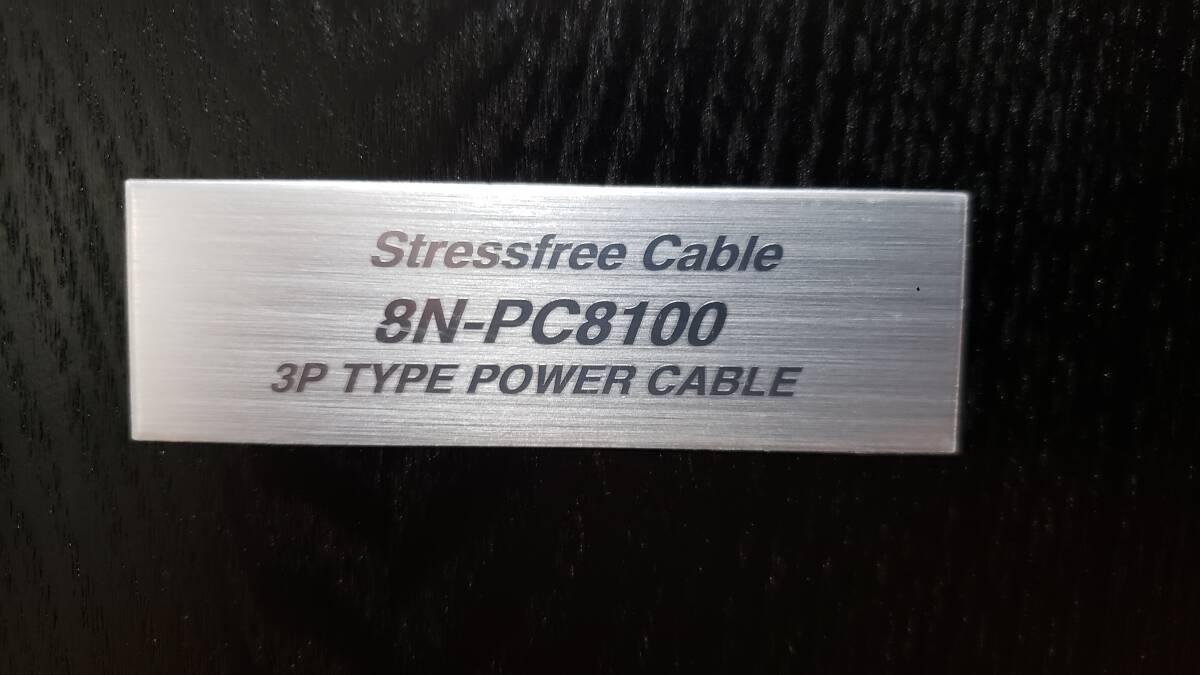 Stressfree Cable
8N-PC8100
3P TYPE POWER CABLE